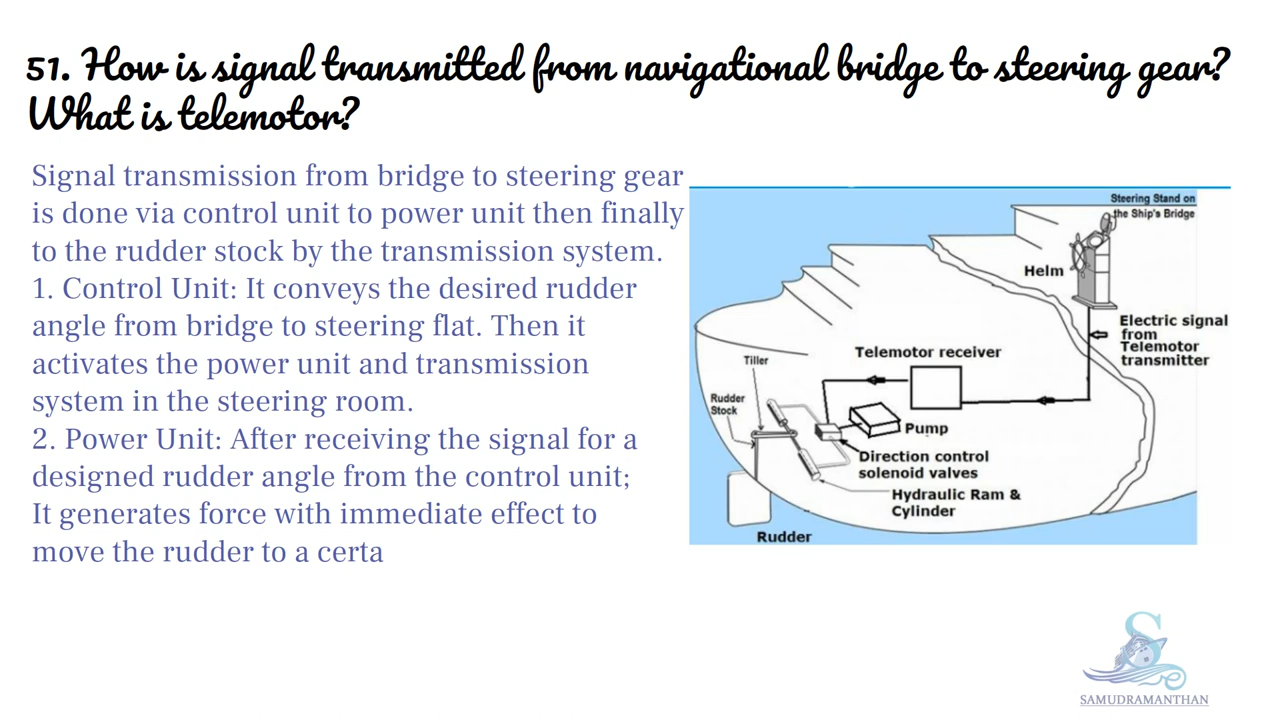 51. How is signal transmitted from navigational bridge to steering gear?
What is telemotor?
Signal transmission from bridge to steering gear
is done via control unit to power unit then finally
to the rudder stock by the transmission system.
1. Control Unit: It conveys the desired rudder
angle from bridge to steering flat. Then it
activates the power unit and transmission
system in the steering room.
2. Power Unit: After receiving the signal for a
designed rudder angle from the control unit;
It generates force with immediate effect to
move the rudder to a certa
Steering Stand on
the Ship's Bridge
Helm
Electric signal
from
Telemotor
transmitter
Telemotor receiver
Tiller
Rudder
Stock
Pump
Direction control
solenoid valves
Hydraulic Ram &
Cylinder
Rudder
S
SAMUDRAMANTHAN